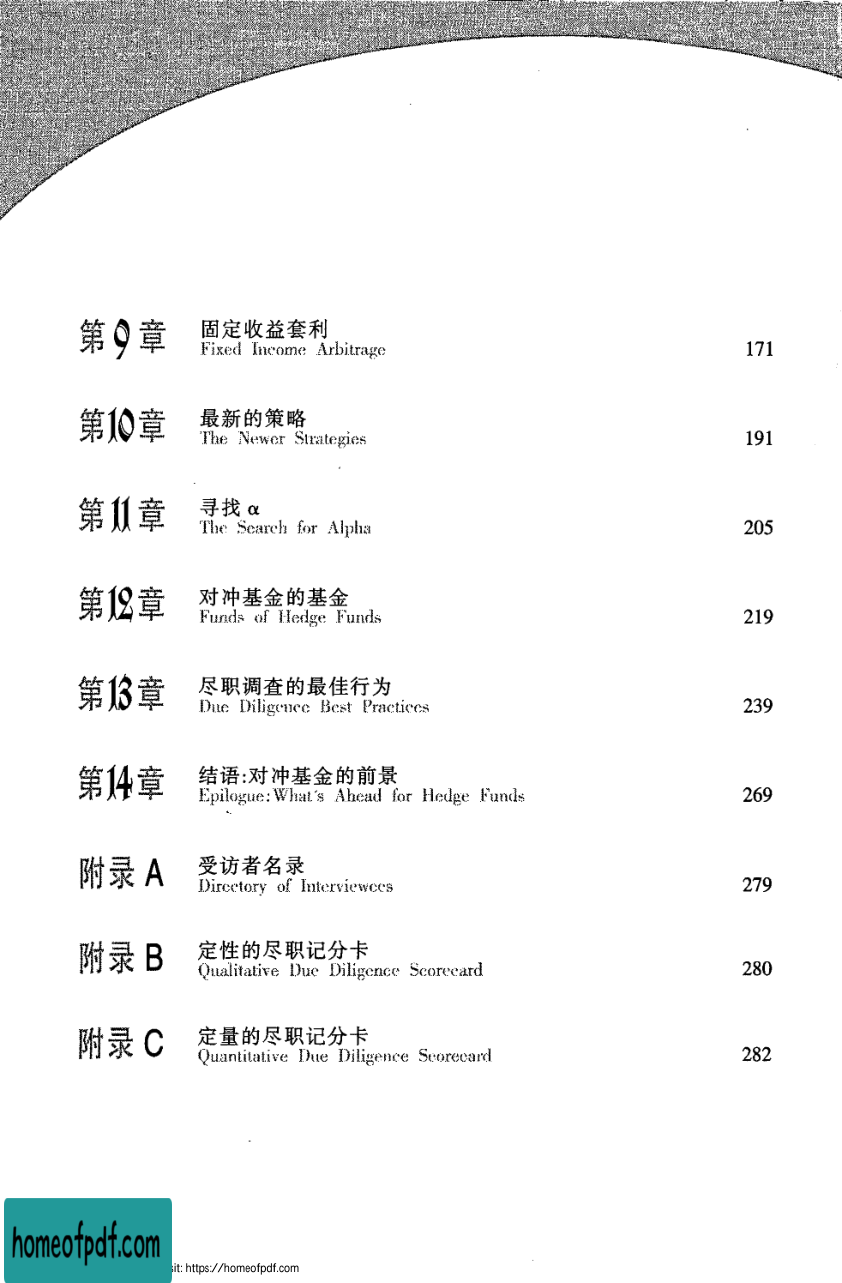 第9章 固定收益套利
Fixed Income Arbitrage 171
第10章 最新的策略
The Newer Strategies 191
第11章 寻找 α
The Search for Alpha 205
第12章 对冲基金的基金
Funds of Hedge Funds 219
第13章 尽职调查的最佳行为
Due Diligence Best Practices 239
第14章 结语:对冲基金的前景
Epilogue:What's Ahead for Hedge Funds 269
附录 A 受访者名录
Directory of Interviewees 279
附录 B 定性的尽职记分卡
Qualitative Due Diligence Scorecard 280
附录 C 定量的尽职记分卡
Quantitative Due Diligence Scorecard 282
homeofpdf.com
sit: https://homeofpdf.com